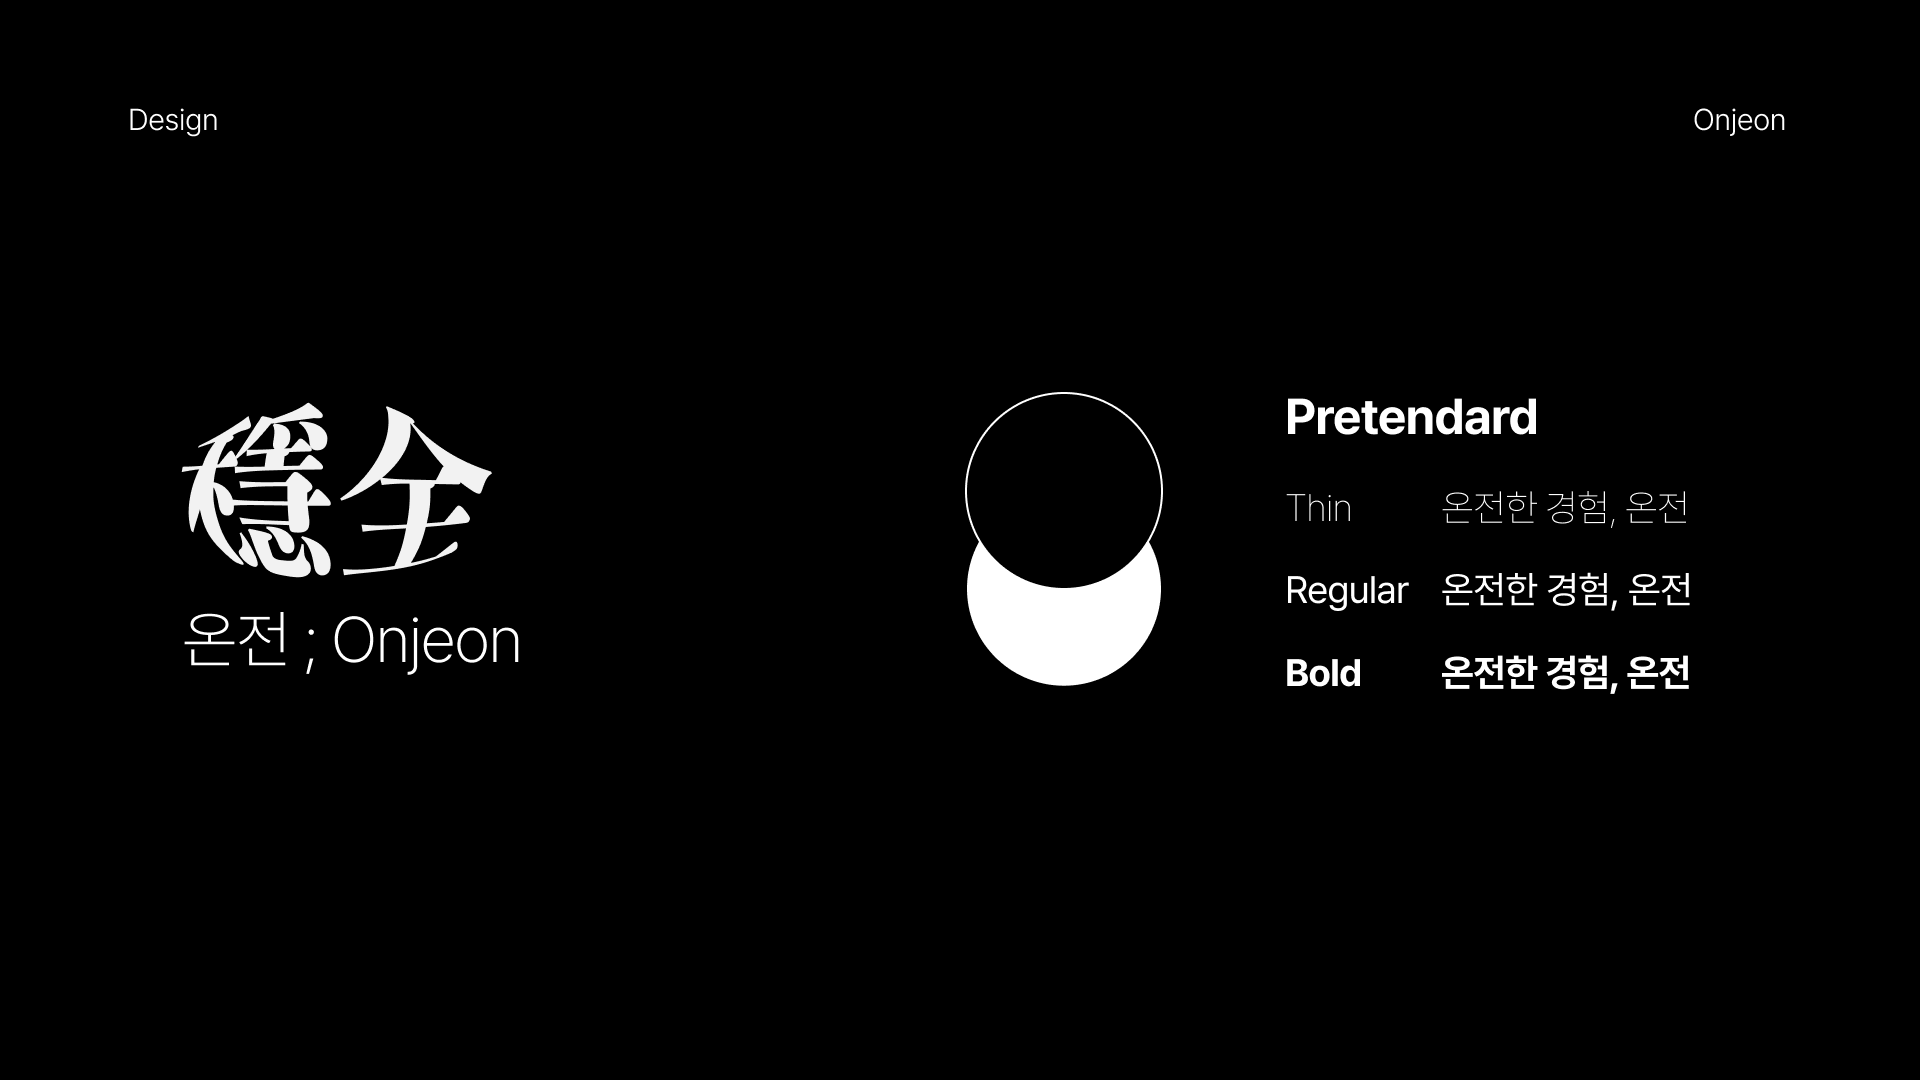 Design
Onjeon
穩全
온전 ; Onjeon
Pretendard
Thin 온전한 경험, 온전
Regular 온전한 경험, 온전
Bold 온전한 경험, 온전